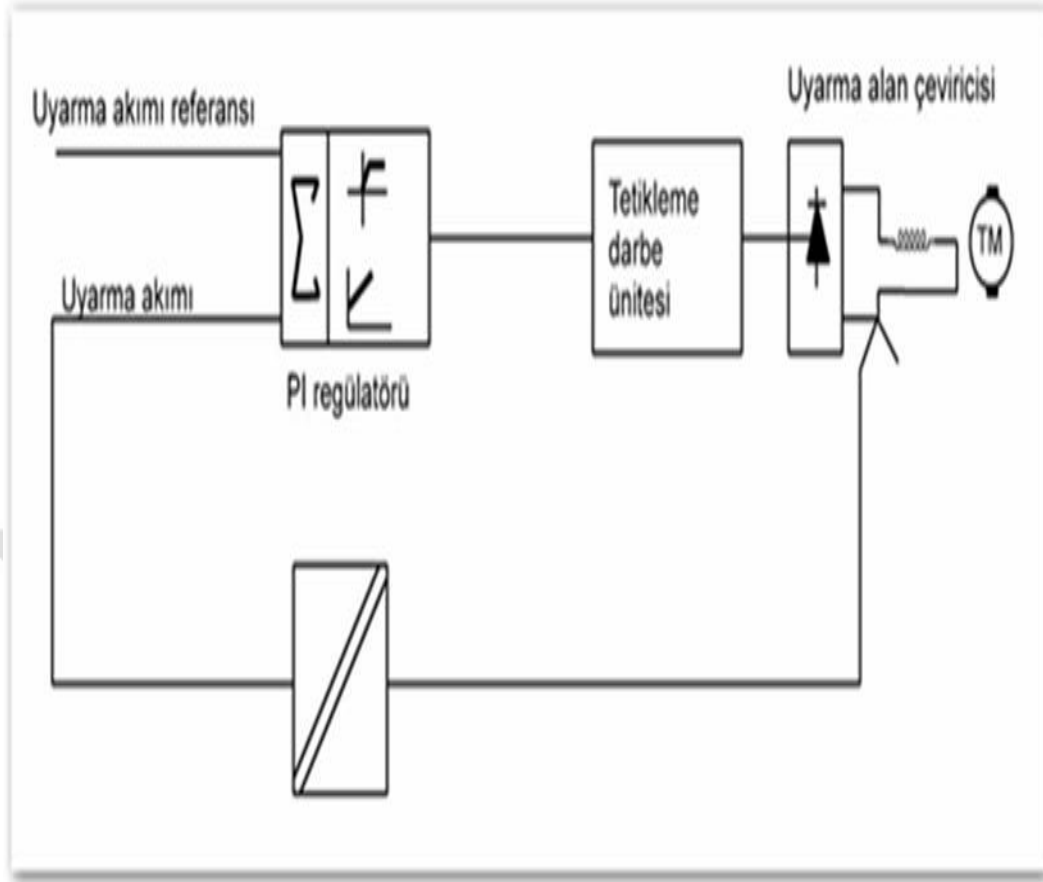 Uyarma alan çeviricisi
Uyarma akımı referansı
Σ
Tetikleme
darbe
ünitesi
TM
Uyarma akımı
PI regülatörü